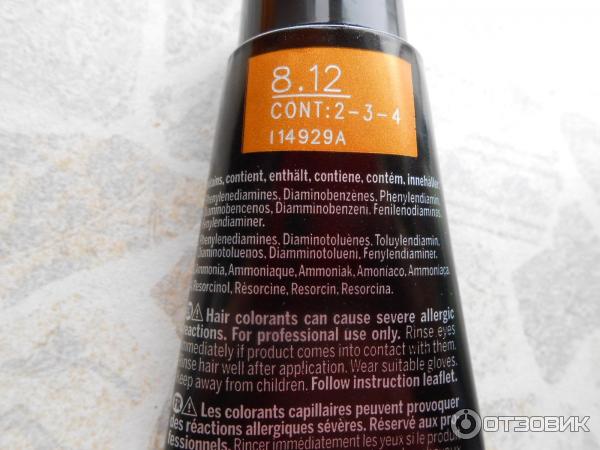 8.12
CONT:2-3-4
I14929A
contient, enthält, contiene, contém, innehåller
Phenylenediamines, Diaminobenzènes, Phenylendiamin,
Diaminobencenos, Diamminobenzeni, Fenilenodiaminas,
Fenylendiaminer.
Phenylenediamines, Diaminotoluènes, Toluylendiamin,
Diaminotoluenos, Diamminotolueni, Fenylendiaminer.
Ammonia, Ammoniaque, Ammoniak, Amoníaco, Ammoniaca.
Resorcinol, Résorcine, Resorcin, Resorcina.
Hair colorants can cause severe allergic
reactions. For professional use only. Rinse eyes
immediately if product comes into contact with them.
Rinse hair well after application. Wear suitable gloves.
Keep away from children. Follow instruction leaflet.
FR Les colorants capillaires peuvent provoquer
des réactions allergiques sévères. Réservé aux pro
fessionnels. Rincer immédiatement les yeux si le produit
ОТЗОВИК